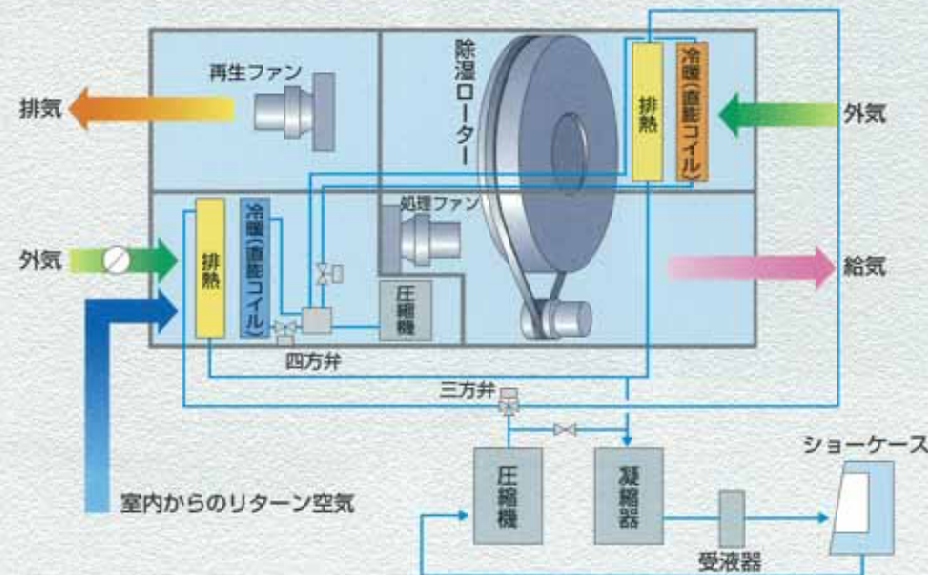 再生ファン
排気
除湿ローター
排熱
冷暖(直膨コイル)
外気
外気
排熱
冷暖(直膨コイル)
処理ファン
圧縮機
給気
四方弁
三方弁
室内からのリターン空気
圧縮機
凝縮器
受液器
ショーケース